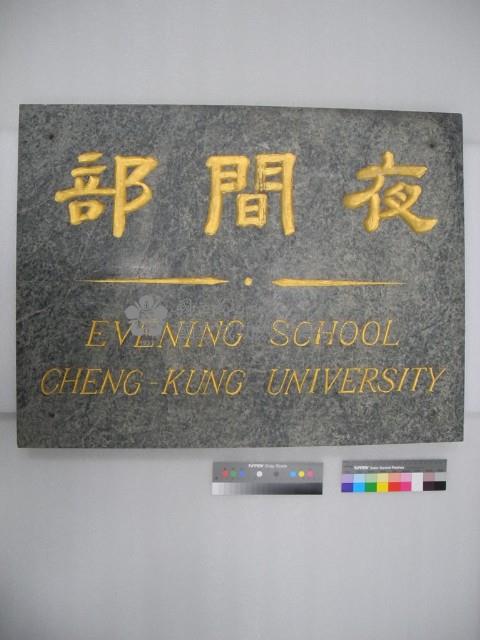 夜間部
EVENING SCHOOL
CHENG-KUNG UNIVERSITY